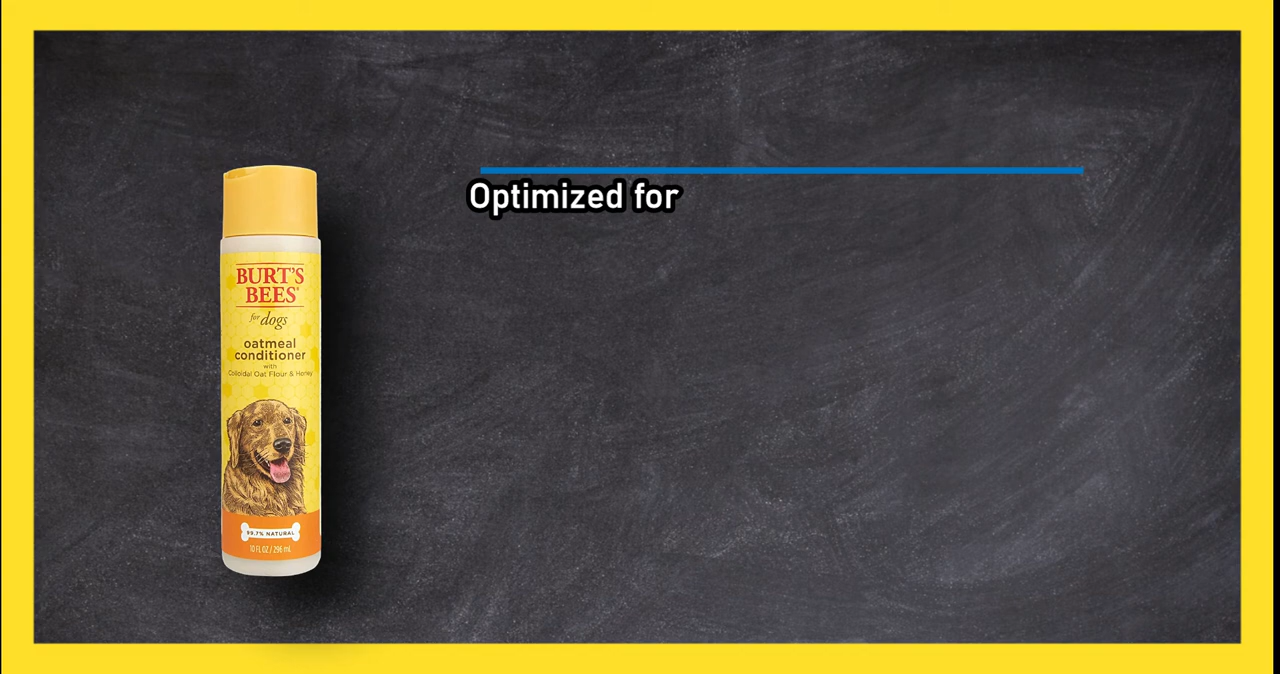 Optimized for
BURT'S
BEES®
for dogs
oatmeal
conditioner
with
Colloidal Oat Flour & Honey
99.7% NATURAL
10 FL OZ / 296 mL